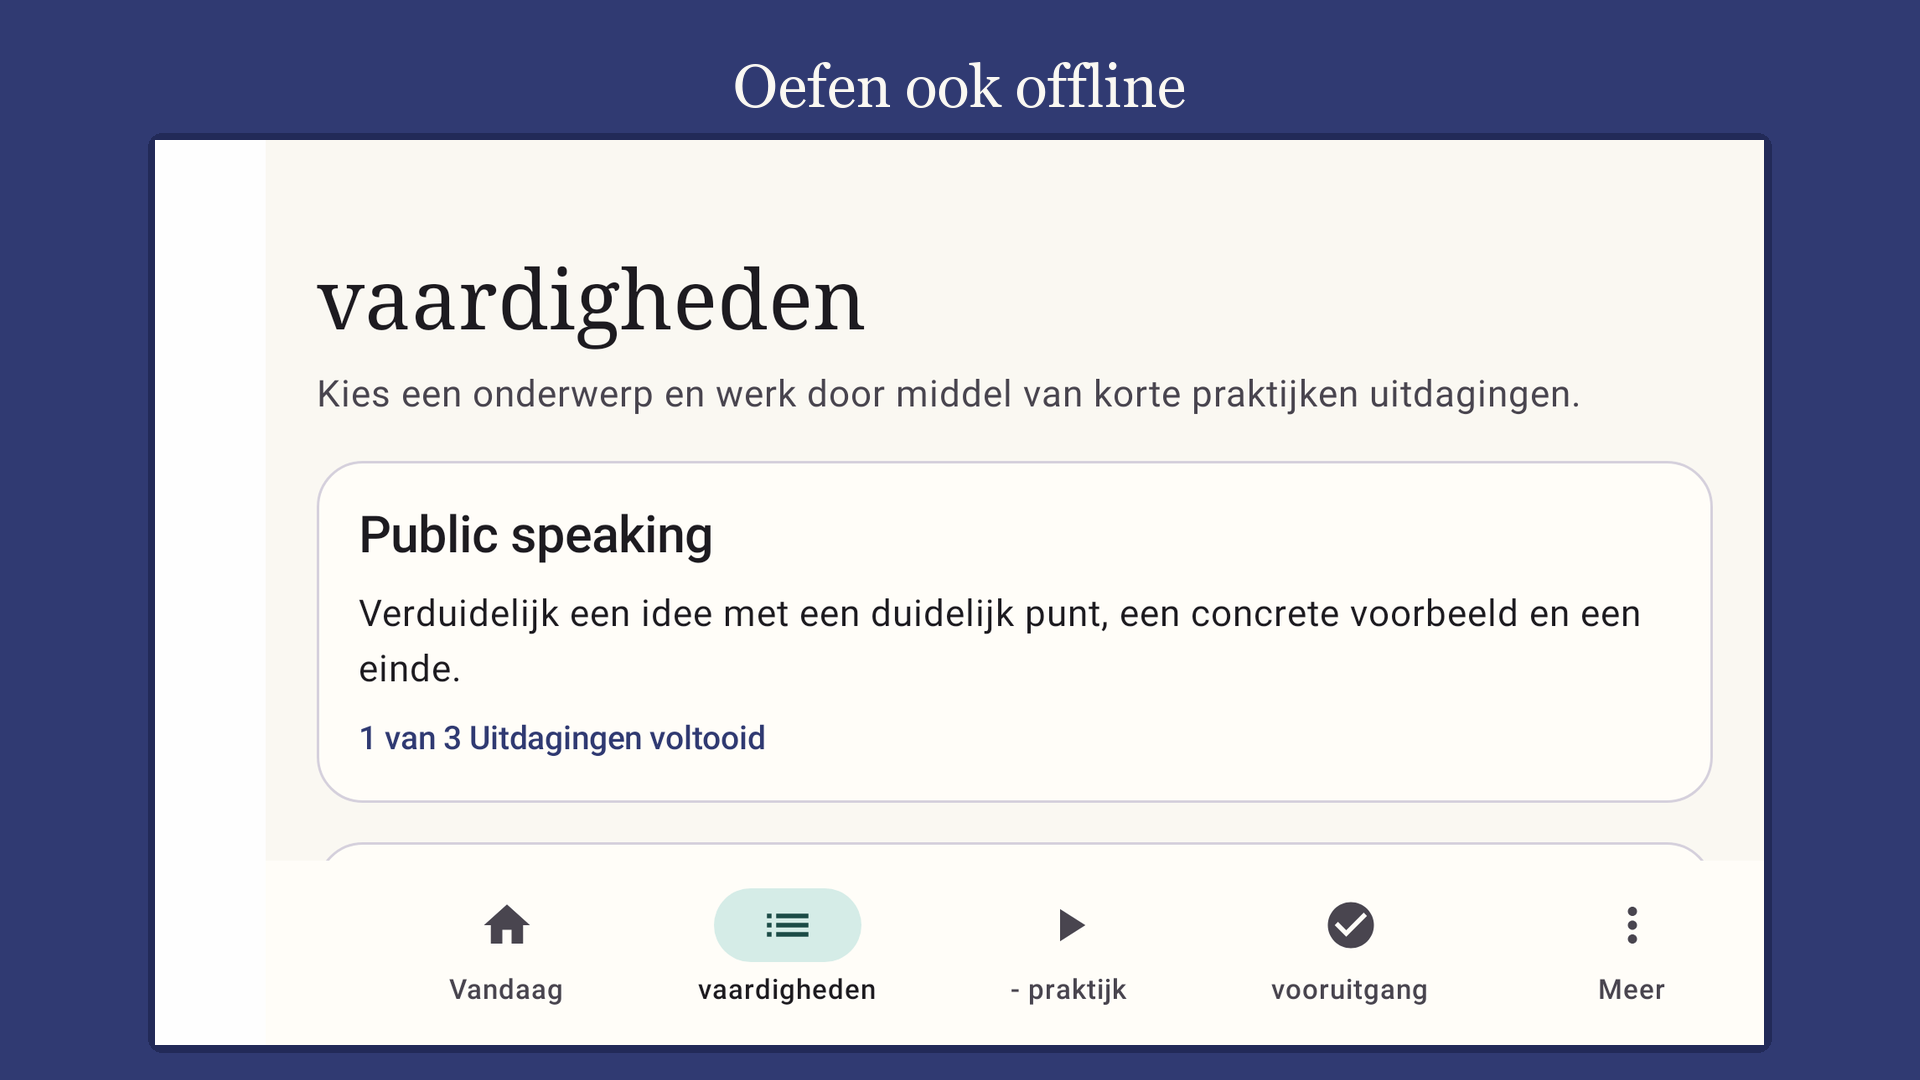 Oefen ook offline
vaardigheden
Kies een onderwerp en werk door middel van korte praktijken uitdagingen.
Public speaking
Verduidelijk een idee met een duidelijk punt, een concrete voorbeeld en een
einde.
1 van 3 Uitdagingen voltooid
Vandaag
vaardigheden
- praktijk
vooruitgang
Meer